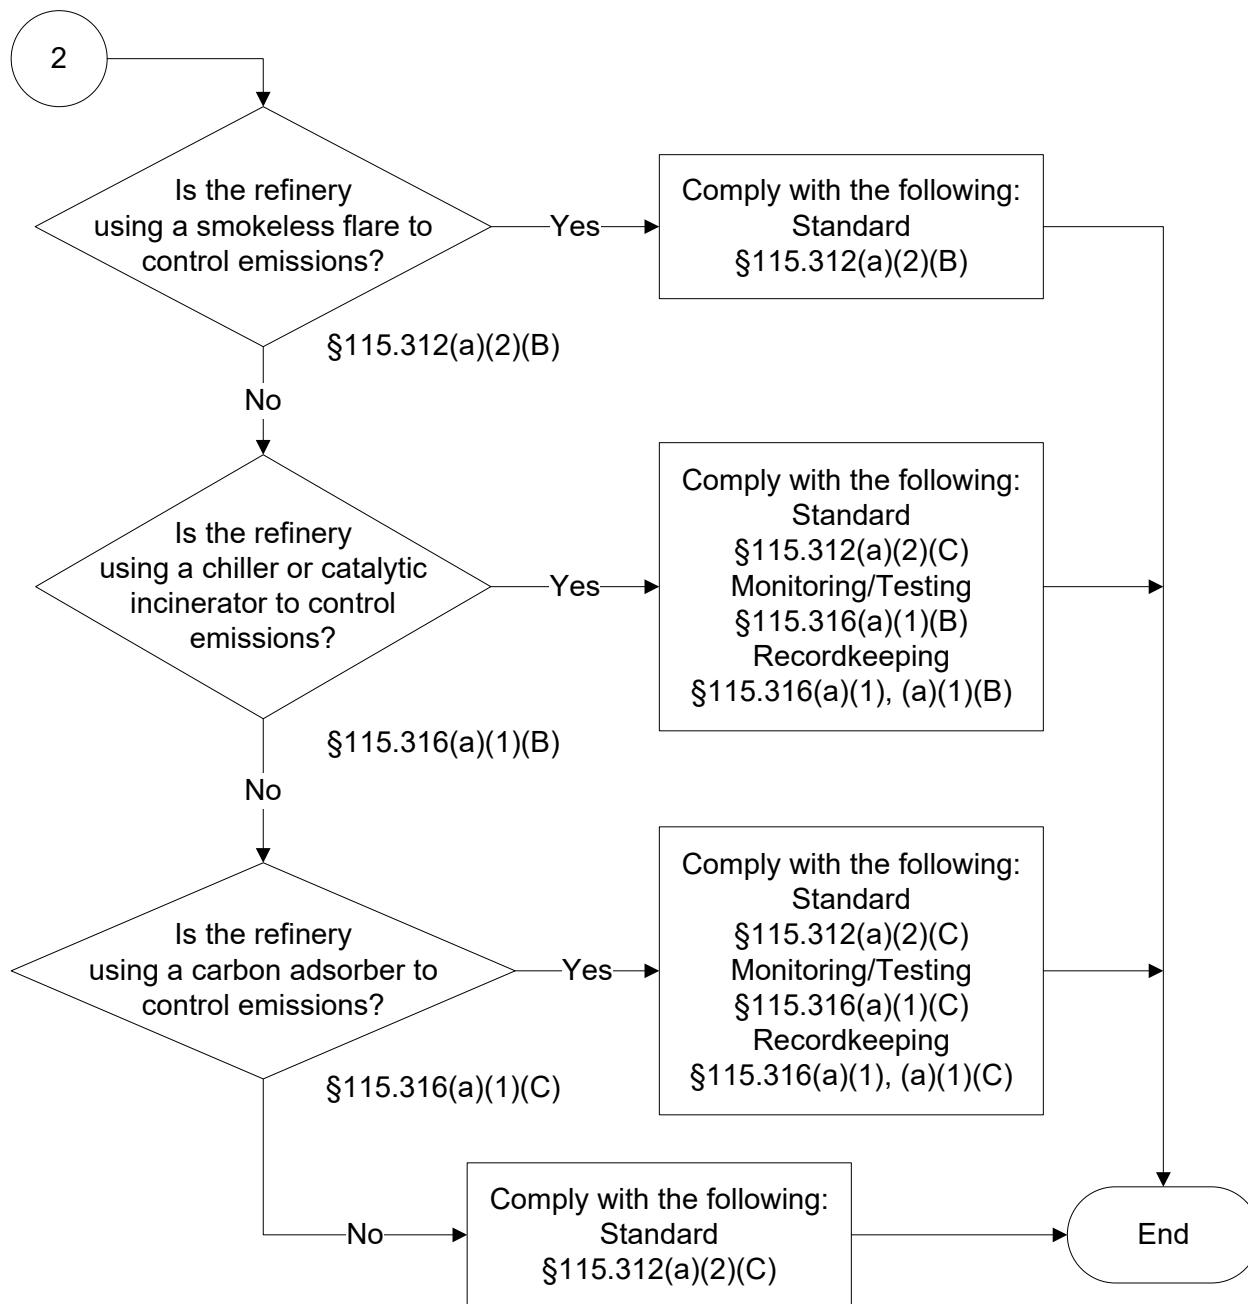 2
Is the refinery
using a smokeless flare to
control emissions?
Yes
Comply with the following:
Standard
§115.312(a)(2)(B)
§115.312(a)(2)(B)
No
Is the refinery
using a chiller or catalytic
incinerator to control
emissions?
Yes
Comply with the following:
Standard
§115.312(a)(2)(C)
Monitoring/Testing
§115.316(a)(1)(B)
Recordkeeping
§115.316(a)(1), (a)(1)(B)
§115.316(a)(1)(B)
No
Is the refinery
using a carbon adsorber to
control emissions?
Yes
Comply with the following:
Standard
§115.312(a)(2)(C)
Monitoring/Testing
§115.316(a)(1)(C)
Recordkeeping
§115.316(a)(1), (a)(1)(C)
§115.316(a)(1)(C)
No
Comply with the following:
Standard
§115.312(a)(2)(C)
End